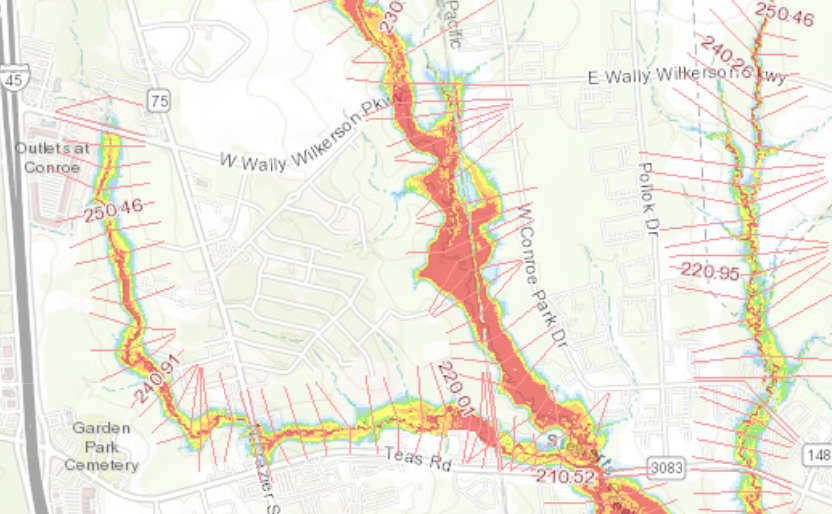 250.46
230
Pacific
240.26
E Wally Wilkerson Pkwy
45
75
W Wally Wilkerson Pkwy
Outlets at
Conroe
250.46
Pollok Dr
W Conroe Park Dr
220.95
240.91
220.01
Garden
Park
Cemetery
Teas Rd
210.52
3083
148